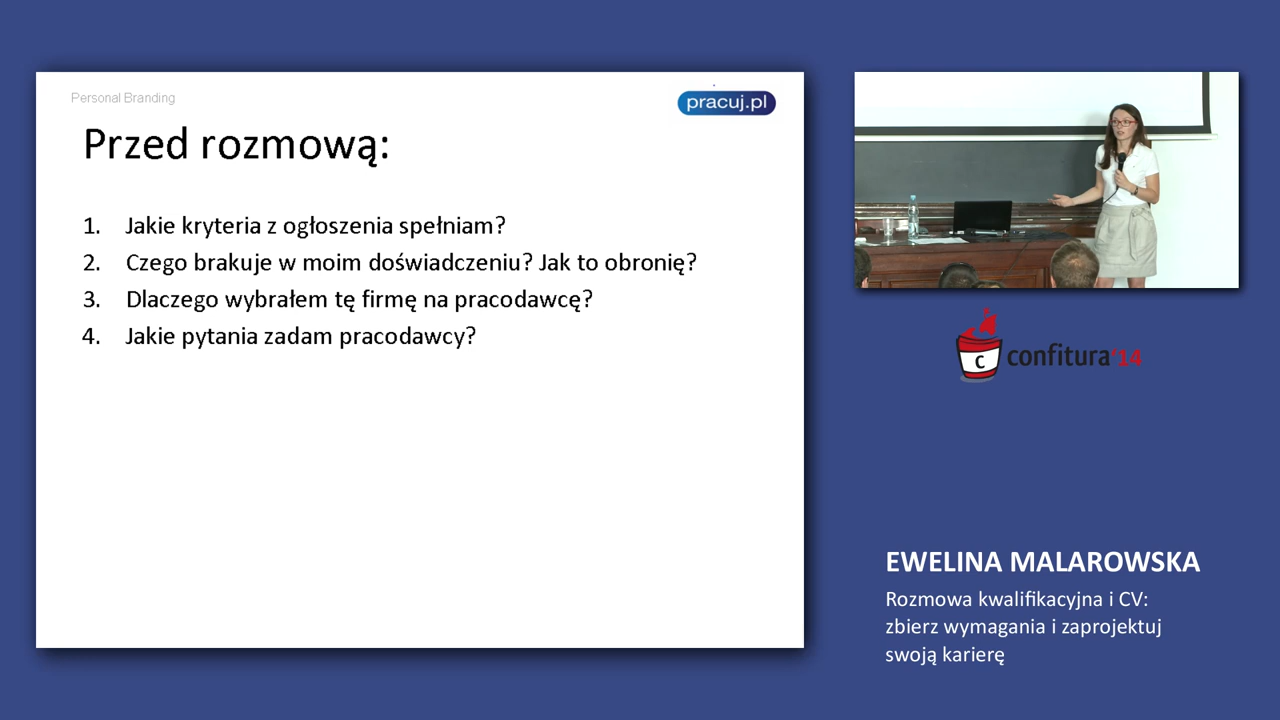 Personal Branding
pracuj.pl
Przed rozmową:
1. Jakie kryteria z ogłoszenia spełniam?
2. Czego brakuje w moim doświadczeniu? Jak to obronię?
3. Dlaczego wybrałem tę firmę na pracodawcę?
4. Jakie pytania zadam pracodawcy?
C confitura'14
EWELINA MALAROWSKA
Rozmowa kwalifikacyjna i CV:
zbierz wymagania i zaprojektuj
swoją karierę